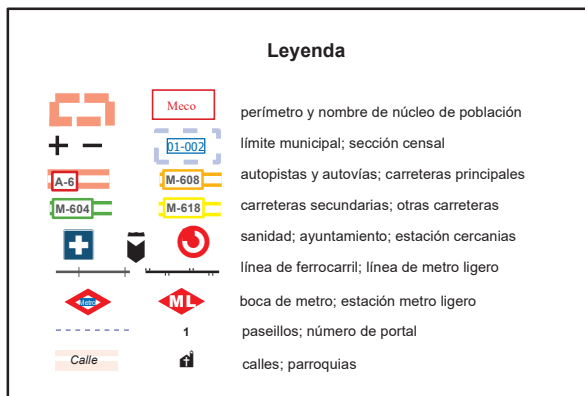 Leyenda
Meco perímetro y nombre de núcleo de población
01-002 límite municipal; sección censal
A-6 M-608 autopistas y autovías; carreteras principales
M-604 M-618 carreteras secundarias; otras carreteras
sanidad; ayuntamiento; estación cercanias
línea de ferrocarril; línea de metro ligero
Metro ML boca de metro; estación metro ligero
1 paseillos; número de portal
Calle calles; parroquias